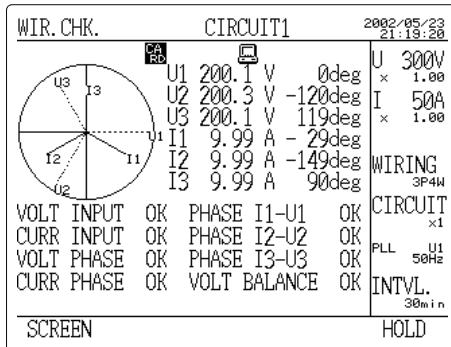 WIR.CHK. CIRCUIT1 2002/05/23
21:19:20
CA
RD
U3
I3
U1
I2
I1
U2
U1 200.1 V 0deg
U2 200.3 V -120deg
U3 200.1 V 119deg
I1 9.99 A - 29deg
I2 9.99 A -149deg
I3 9.99 A 90deg
VOLT INPUT OK PHASE I1-U1 OK
CURR INPUT OK PHASE I2-U2 OK
VOLT PHASE OK PHASE I3-U3 OK
CURR PHASE OK VOLT BALANCE OK
U 300V
× 1.00
I 50A
× 1.00
WIRING
3P4W
CIRCUIT
×1
PLL U1
50Hz
INTVL.
30min
SCREEN HOLD